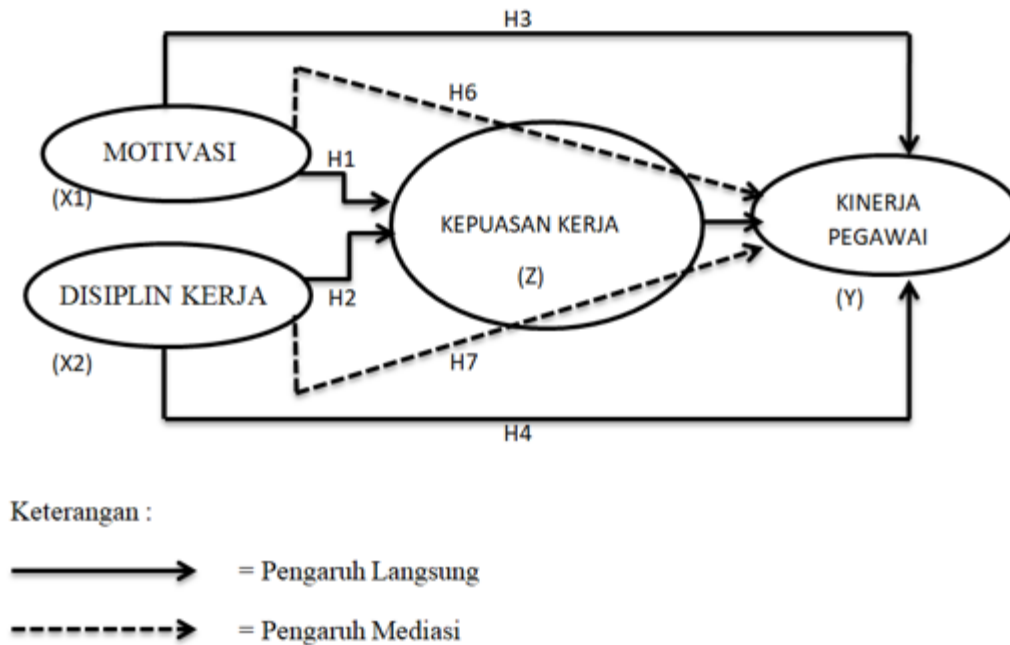 H3
H6
MOTIVASI
(X1)
H1
KEPUASAN KERJA
(Z)
KINERJA
PEGAWAI
(Y)
DISIPLIN KERJA
(X2)
H2
H7
H4
Keterangan :
= Pengaruh Langsung
= Pengaruh Mediasi